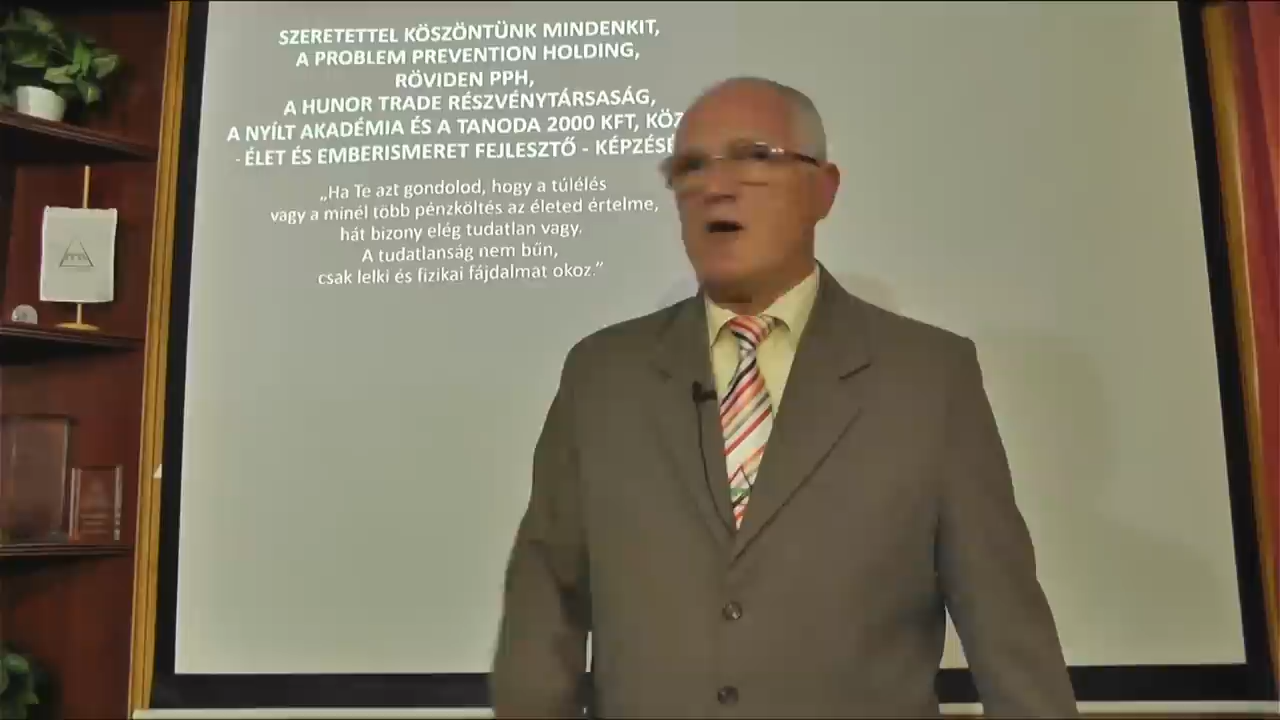 SZERETETTEL KÖSZÖNTÜNK MINDENKIT,
A PROBLEM PREVENTION HOLDING,
RÖVIDEN PPH,
A HUNOR TRADE RÉSZVÉNYTÁRSASÁG,
A NYÍLT AKADÉMIA ÉS A TANODA 2000 KFT, KÖZ
- ÉLET ÉS EMBERISMERET FEJLESZTŐ - KÉPZÉSÉ
„Ha Te azt gondolod, hogy a túlélés
vagy a minél több pénzköltés az életed értelme,
hát bizony elég tudatlan vagy.
A tudatlanság nem bűn,
csak lelki és fizikai fájdalmat okoz.”